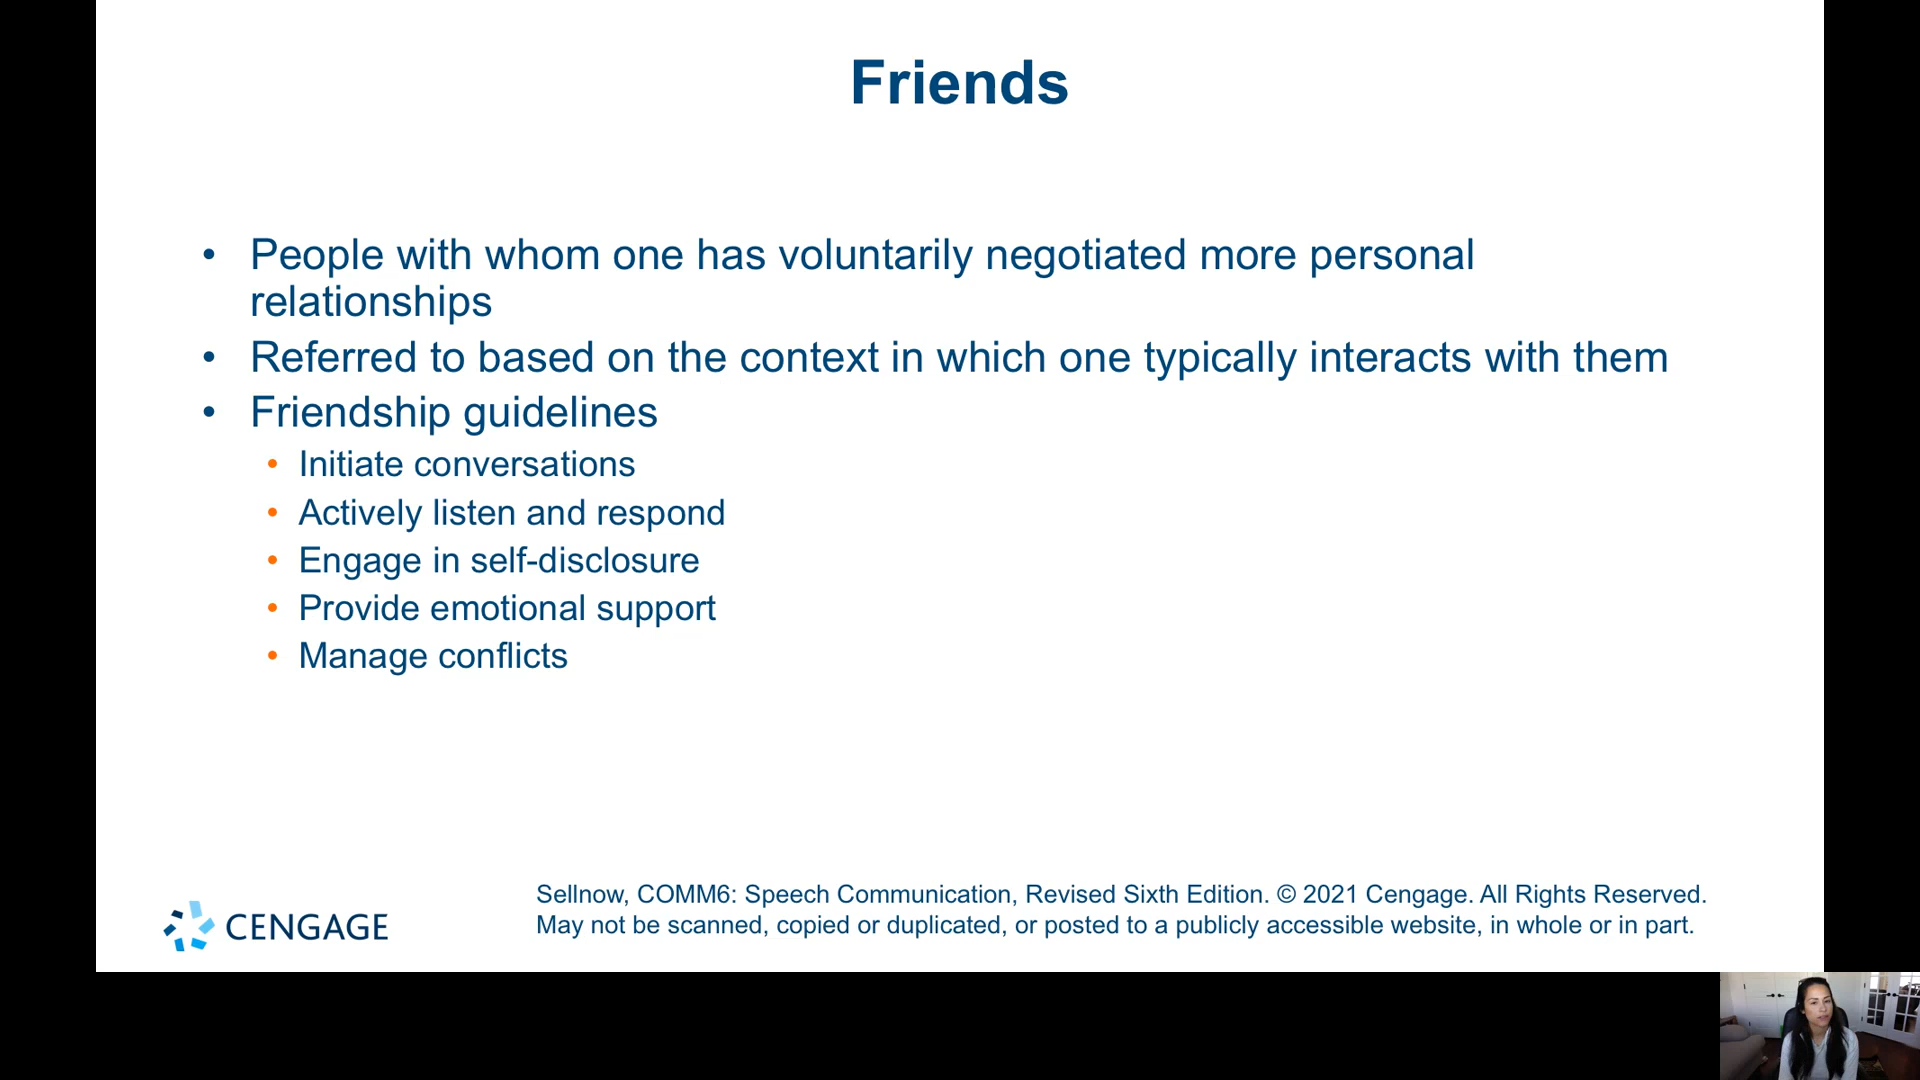 Friends
• People with whom one has voluntarily negotiated more personal
relationships
• Referred to based on the context in which one typically interacts with them
• Friendship guidelines
• Initiate conversations
• Actively listen and respond
• Engage in self-disclosure
• Provide emotional support
• Manage conflicts
CENGAGE
Sellnow, COMM6: Speech Communication, Revised Sixth Edition. © 2021 Cengage. All Rights Reserved.
May not be scanned, copied or duplicated, or posted to a publicly accessible website, in whole or in part.